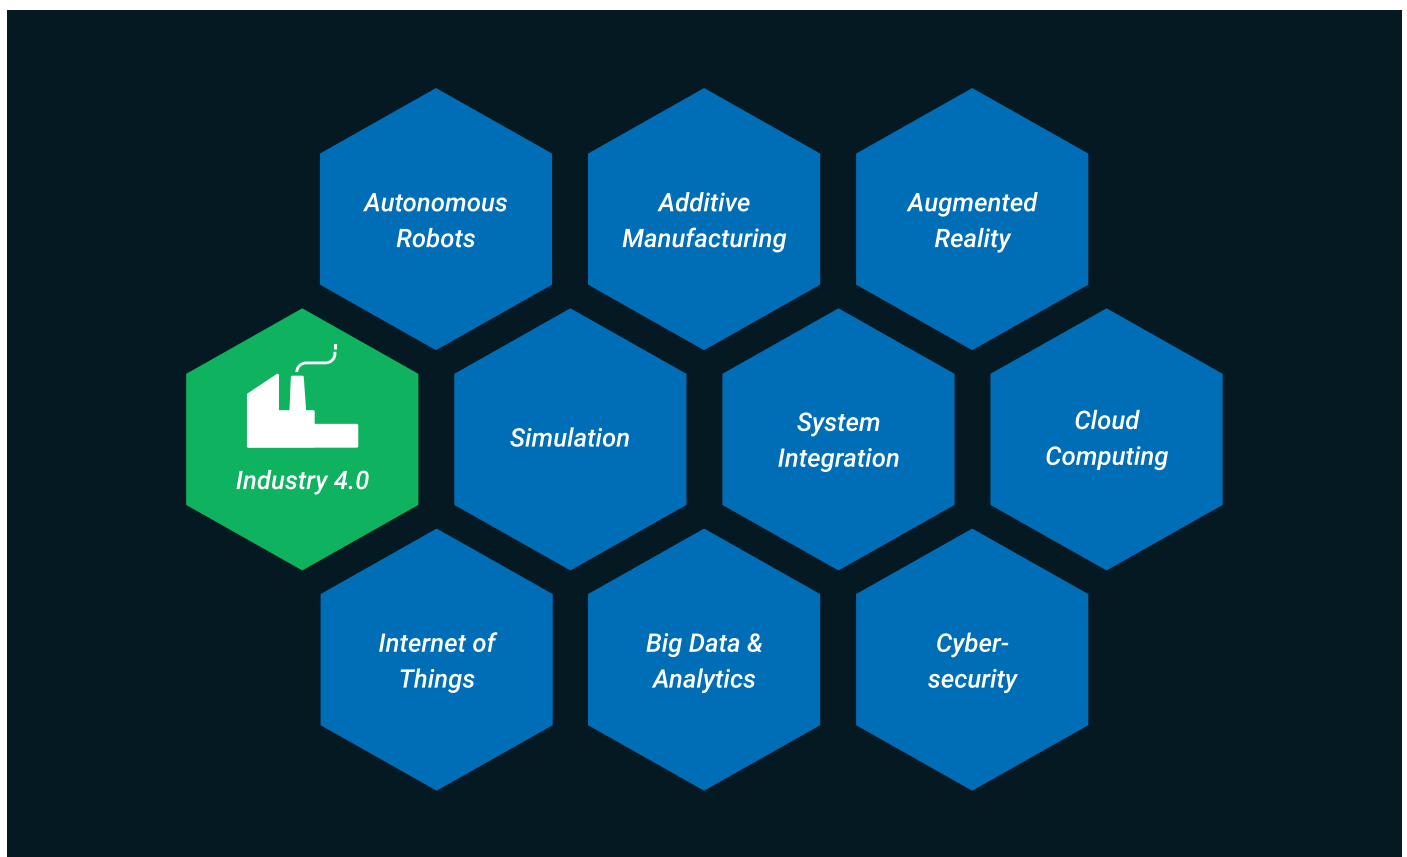 Autonomous
Robots
Additive
Manufacturing
Augmented
Reality
Industry 4.0
Simulation
System
Integration
Cloud
Computing
Internet of
Things
Big Data &
Analytics
Cyber-
security